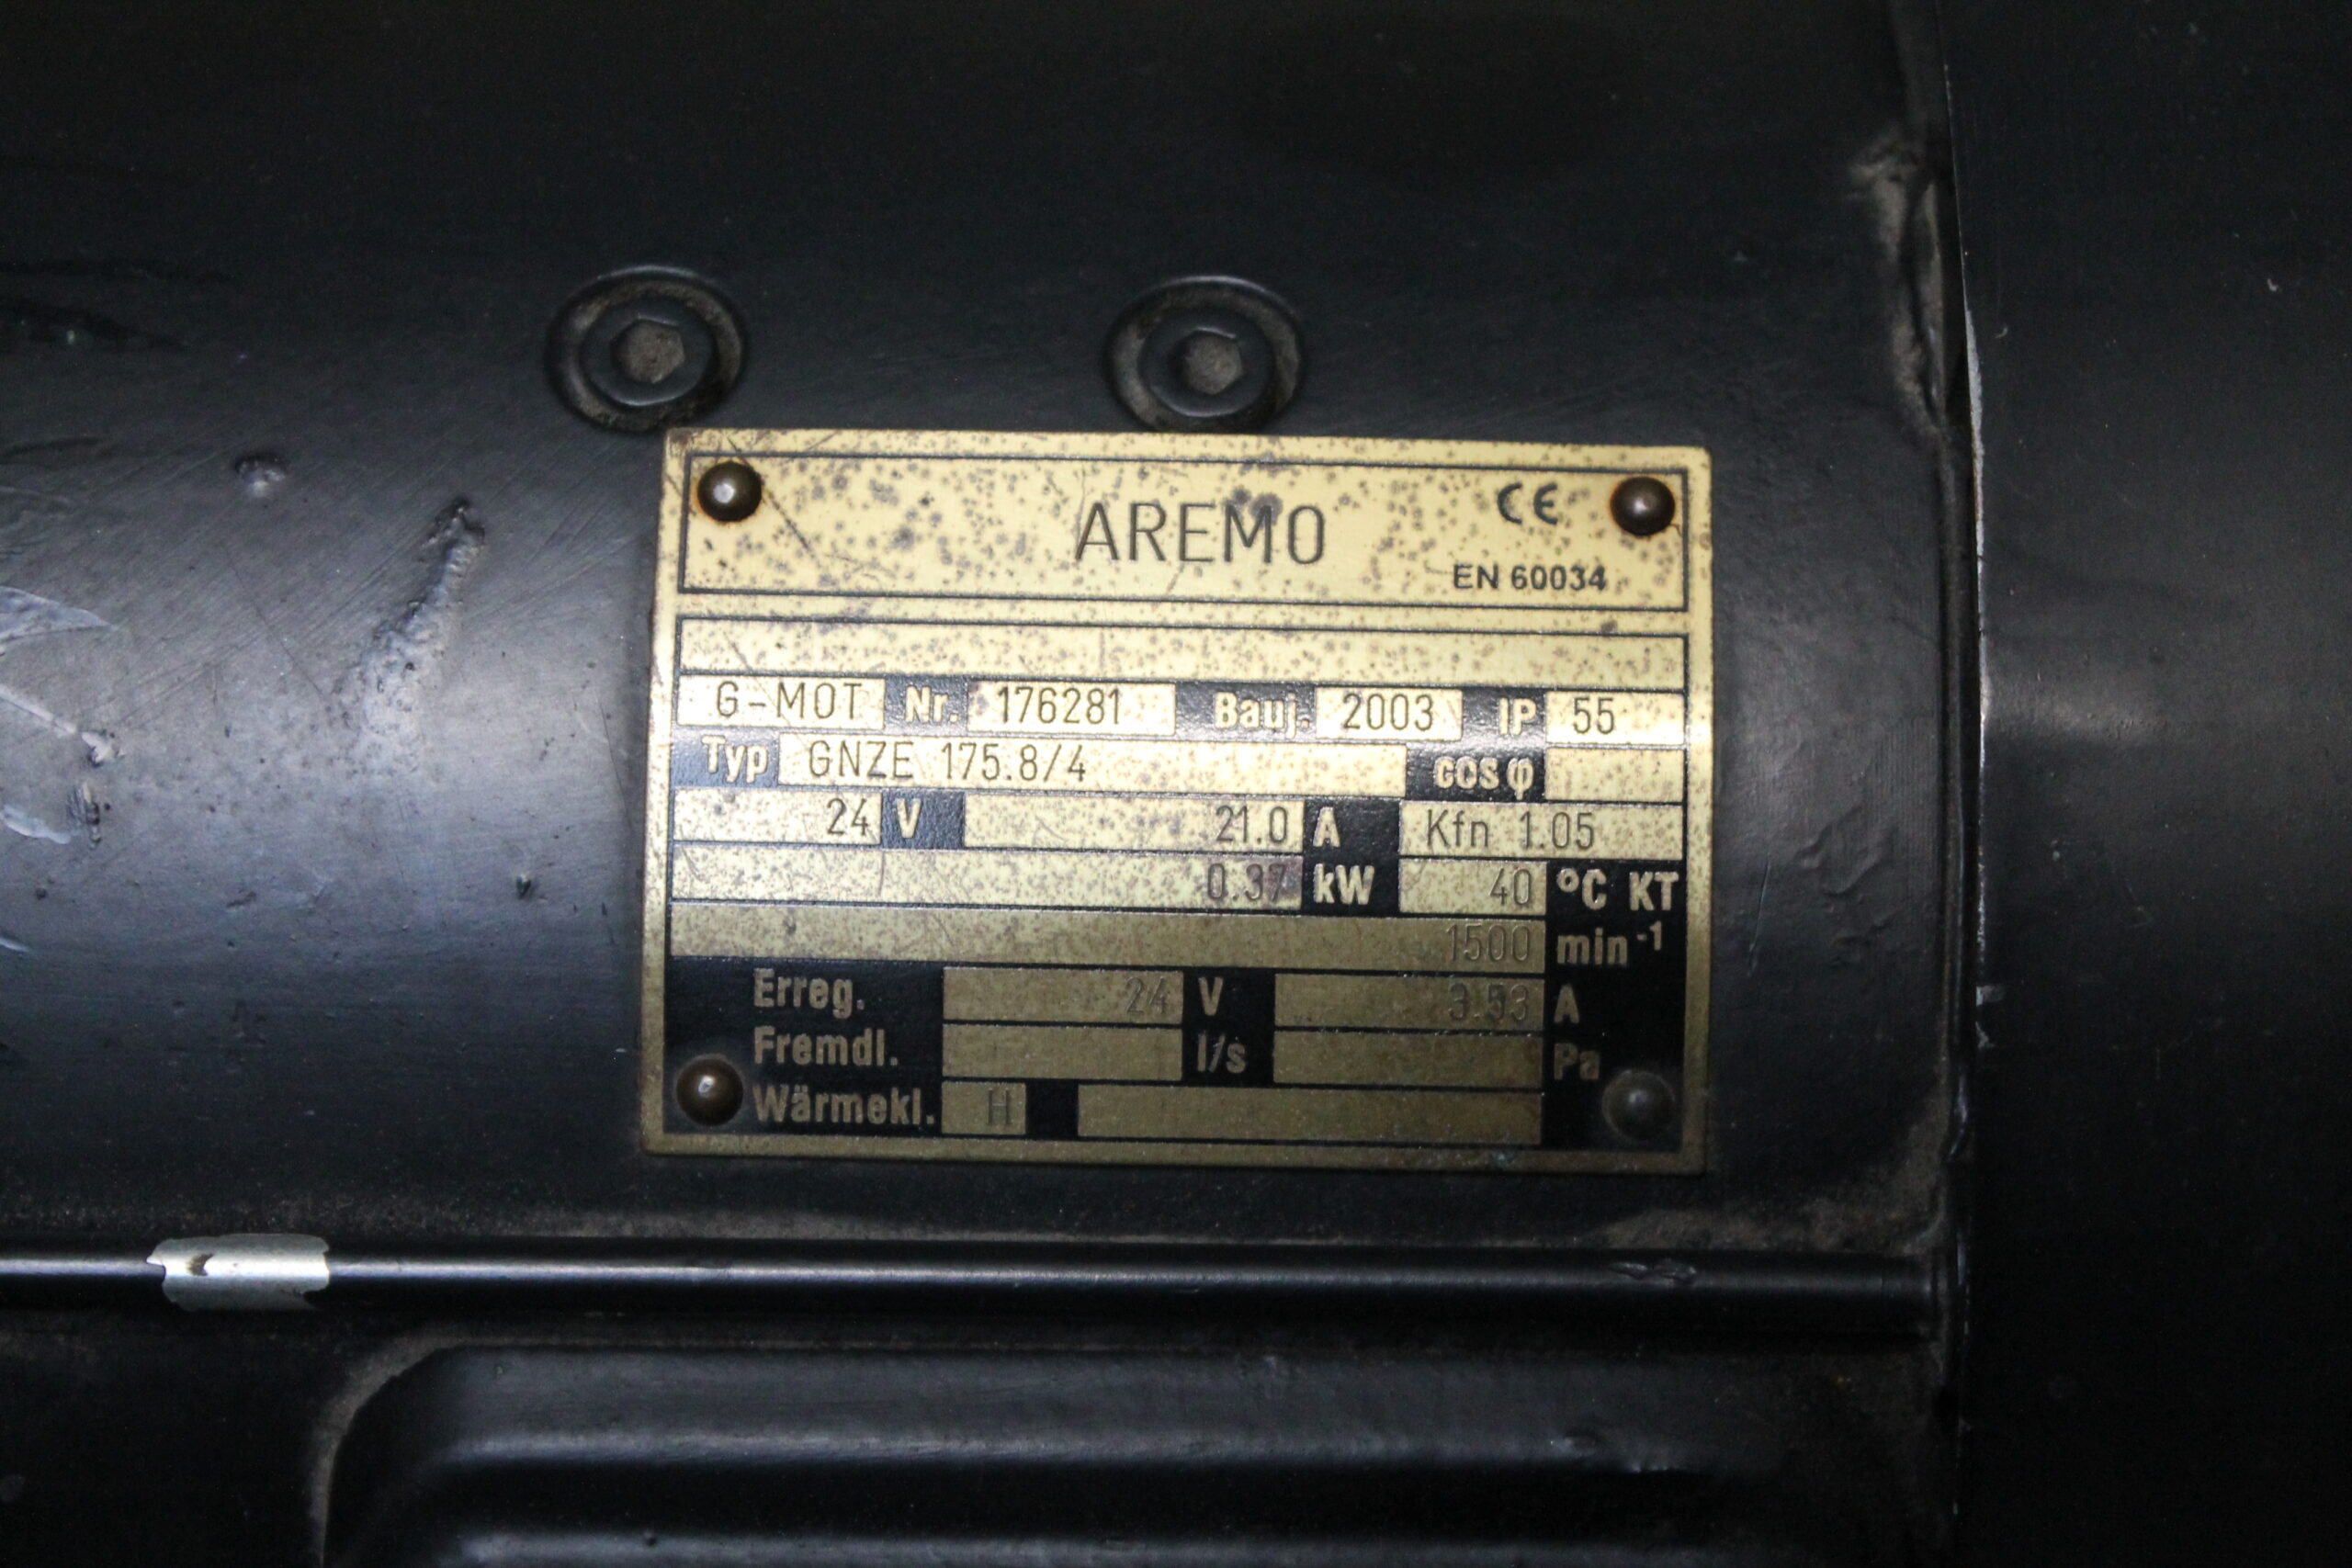 AREMO CE
EN 60034
G-MOT Nr. 176281 Bauj. 2003 IP 55
Typ GNZE 175.8/4 cos φ
24 V 21.0 A Kfn 1.05
0.37 kW 40 °C KT
1500 min⁻¹
Erreg. 24 V 3.53 A
Fremdl. l/s Pa
Wärmekl. H